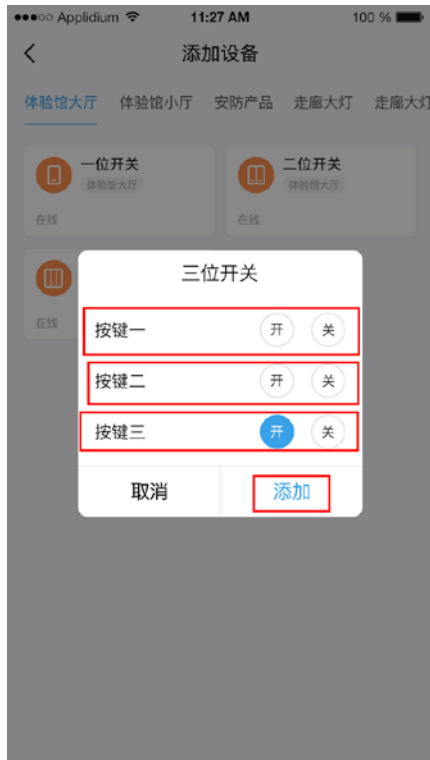 ●●●○○ Applidium 11:27 AM 100 %
添加设备
体验馆大厅 体验馆小厅 安防产品 走廊大灯 走廊大灯
一位开关 二位开关
体验馆大厅 体验馆大厅
在线 在线
三位开关
在线
按键一 开 关
按键二 开 关
按键三 开 关
取消 添加